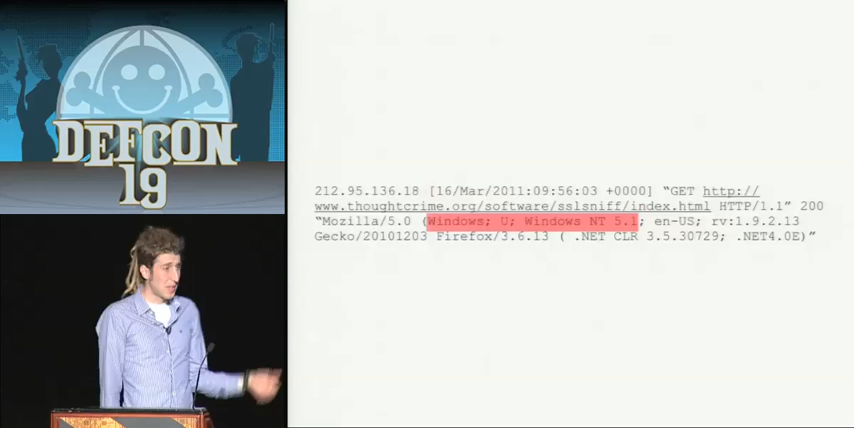 DEFCON
19
212.95.136.18 [16/Mar/2011:09:56:03 +0000] “GET http://
www.thoughtcrime.org/software/sslsniff/index.html HTTP/1.1” 200
“Mozilla/5.0 (Windows; U; Windows NT 5.1; en-US; rv:1.9.2.13
Gecko/20101203 Firefox/3.6.13 ( .NET CLR 3.5.30729; .NET4.0E)”